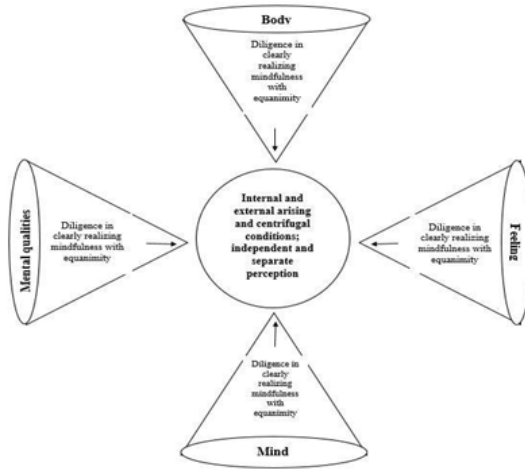 Body
Diligence in
clearly
realizing
mindfulness
with
equanimity
Mental qualities
Diligence in clearly realizing
mindfulness with
equanimity
Internal and
external arising
and centrifugal
conditions;
independent and
separate
perception
Diligence in
clearly realizing
mindfulness with
equanimity
Feeling
Diligence in
clearly
realizing
mindfulness
with
equanimity
Mind